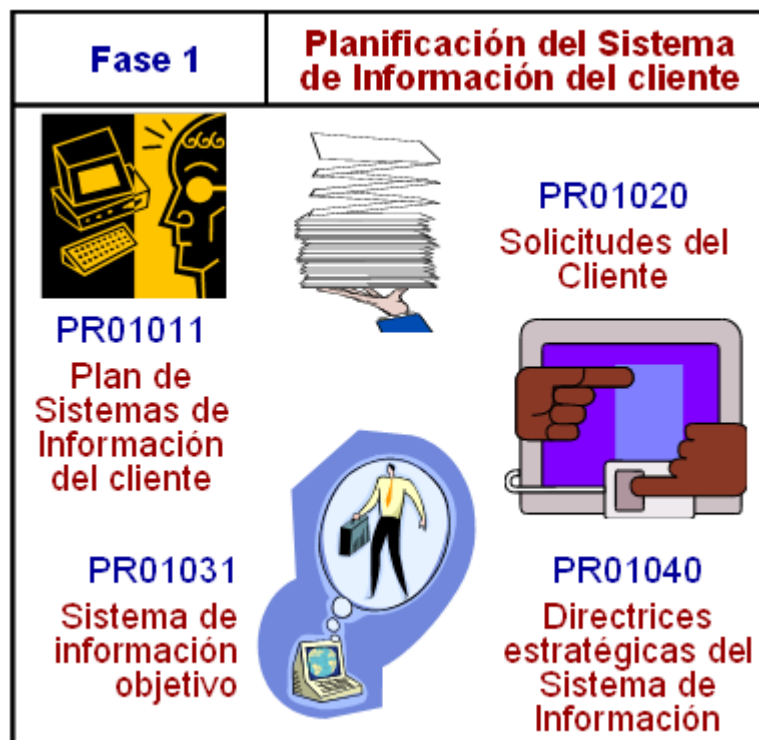 Fase 1
Planificación del Sistema
de Información del cliente
PR01011
Plan de
Sistemas de
Información
del cliente
PR01020
Solicitudes del
Cliente
PR01031
Sistema de
información
objetivo
PR01040
Directrices
estratégicas del
Sistema de
Información